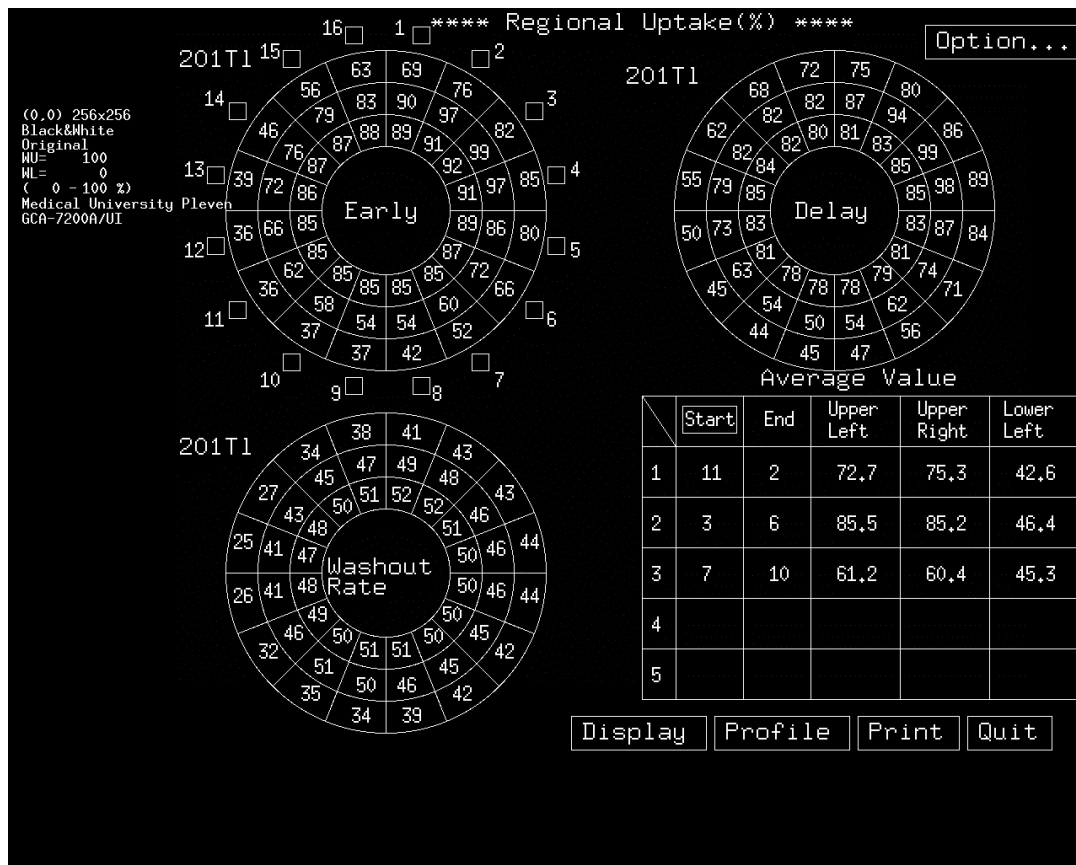 **** Regional Uptake(%) ****
Option...
(0,0) 256x256
Black&White
Original
WU= 100
WL= 0
( 0 - 100 %)
Medical University Pleven
GCA-7200A/UI
201Tl
16 1
15 2
14 3
13 4
12 5
11 6
10 7
9 8
63 69
56 76
83 90
46 79 97 82
88 89
87 91
76 99
87 92
39 72 86 91 97 85
Early
36 66 85 89 86 80
85 87
62 72
36 85 85 66
85 85
58 60
37 54 54 52
37 42
201Tl
72 75
68 80
82 87
62 82 94 86
80 81
82 83
82 99
84 85
55 79 85 85 98 89
Delay
50 73 83 83 87 84
81 81
63 74
45 78 79 71
78 78
54 62
44 50 54 56
45 47
201Tl
38 41
34 43
47 49
27 45 48 43
51 52
50 52
43 46
48 51
25 41 47 50 46 44
Washout
Rate
26 41 48 50 46 44
49 50
46 45
32 50 50 42
51 51
51 45
35 50 46 42
34 39
Average Value
Start End Upper Left Upper Right Lower Left
1 11 2 72.7 75.3 42.6
2 3 6 85.5 85.2 46.4
3 7 10 61.2 60.4 45.3
4
5
Display Profile Print Quit